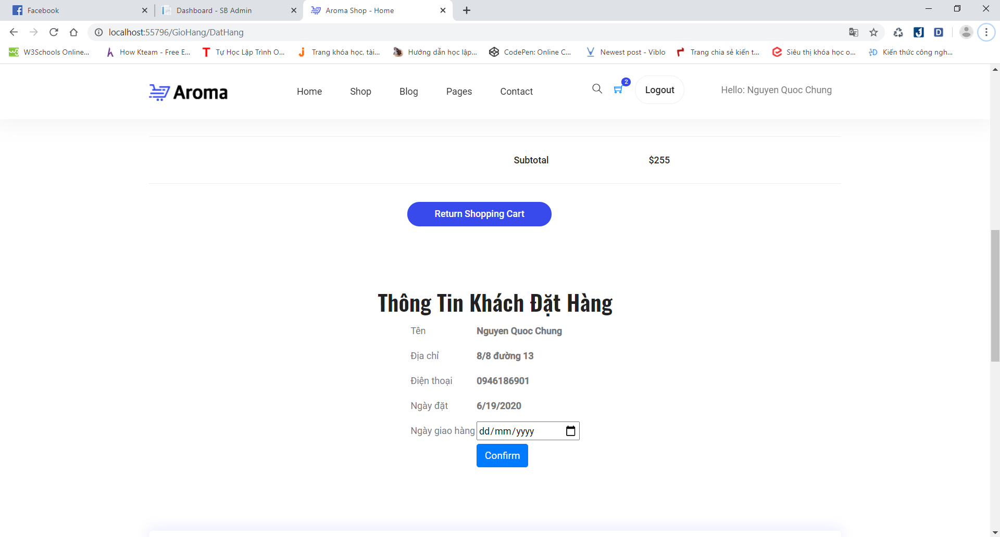 Facebook
Dashboard - SB Admin
Aroma Shop - Home
localhost:55796/GioHang/DatHang
W3Schools Online...
How Kteam - Free E...
Tự Học Lập Trình O...
Trang khóa học, tài...
Hướng dẫn học lập...
CodePen: Online C...
Newest post - Viblo
Trang chia sẻ kiến t...
Siêu thị khóa học o...
Kiến thức công ngh...
Aroma
Home
Shop
Blog
Pages
Contact
2
Logout
Hello: Nguyen Quoc Chung
Subtotal $255
Return Shopping Cart
Thông Tin Khách Đặt Hàng
Tên Nguyen Quoc Chung
Địa chỉ 8/8 đường 13
Điện thoại 0946186901
Ngày đặt 6/19/2020
Ngày giao hàng dd/mm/yyyy
Confirm